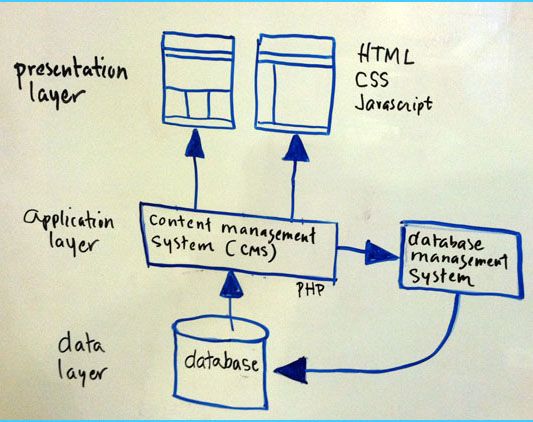 presentation
layer
HTML
CSS
Javascript
application
layer
content management
system (CMS)
PHP
database
management
system
data
layer
database